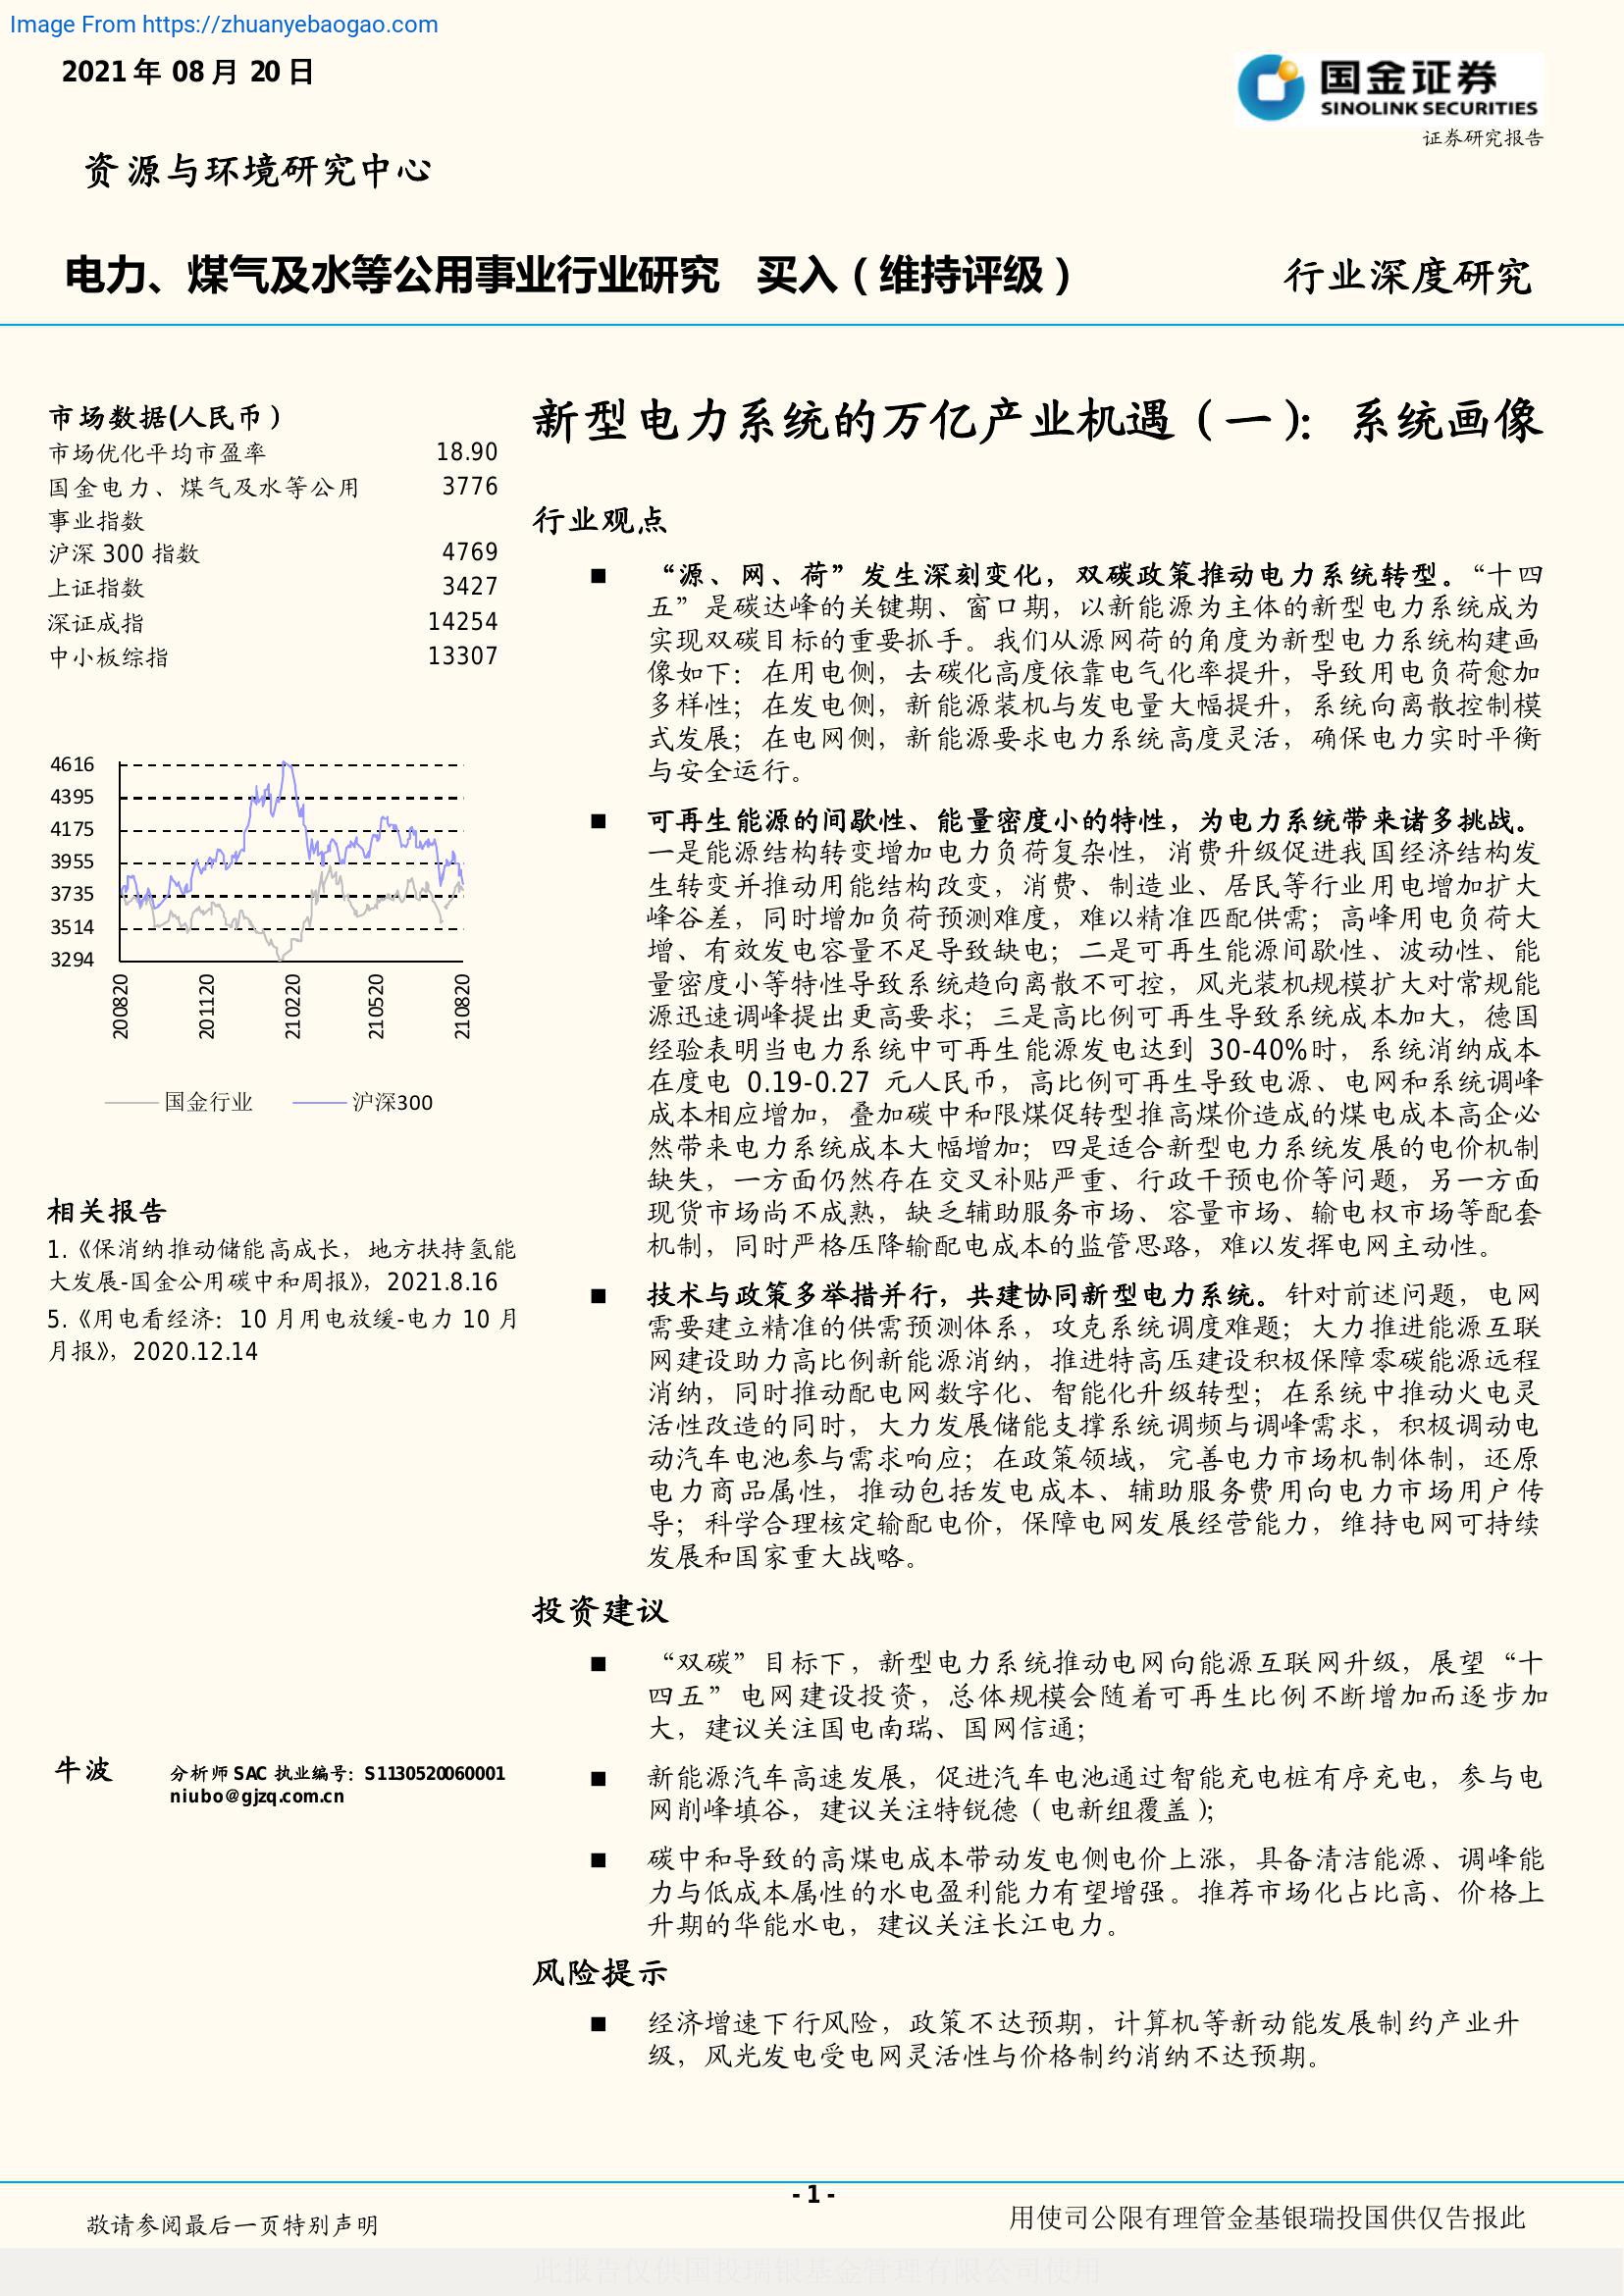 Image From https://zhuanyebaogao.com
2021 年 08 月 20 日
国金证券
SINOLINK SECURITIES
证券研究报告
资源与环境研究中心
电力、煤气及水等公用事业行业研究 买入（维持评级）
行业深度研究
市场数据(人民币）
市场优化平均市盈率 18.90
国金电力、煤气及水等公用 3776
事业指数
沪深 300 指数 4769
上证指数 3427
深证成指 14254
中小板综指 13307
4616
4395
4175
3955
3735
3514
3294
200820
201120
210220
210520
210820
国金行业 沪深300
相关报告
1.《保消纳推动储能高成长，地方扶持氢能
大发展-国金公用碳中和周报》，2021.8.16
5.《用电看经济：10 月用电放缓-电力 10 月
月报》，2020.12.14
牛波 分析师 SAC 执业编号：S1130520060001
niubo@gjzq.com.cn
新型电力系统的万亿产业机遇（一）：系统画像
行业观点
■ “源、网、荷”发生深刻变化，双碳政策推动电力系统转型。“十四
五”是碳达峰的关键期、窗口期，以新能源为主体的新型电力系统成为
实现双碳目标的重要抓手。我们从源网荷的角度为新型电力系统构建画
像如下：在用电侧，去碳化高度依靠电气化率提升，导致用电负荷愈加
多样性；在发电侧，新能源装机与发电量大幅提升，系统向离散控制模
式发展；在电网侧，新能源要求电力系统高度灵活，确保电力实时平衡
与安全运行。
■ 可再生能源的间歇性、能量密度小的特性，为电力系统带来诸多挑战。
一是能源结构转变增加电力负荷复杂性，消费升级促进我国经济结构发
生转变并推动用能结构改变，消费、制造业、居民等行业用电增加扩大
峰谷差，同时增加负荷预测难度，难以精准匹配供需；高峰用电负荷大
增、有效发电容量不足导致缺电；二是可再生能源间歇性、波动性、能
量密度小等特性导致系统趋向离散不可控，风光装机规模扩大对常规能
源迅速调峰提出更高要求；三是高比例可再生导致系统成本加大，德国
经验表明当电力系统中可再生能源发电达到 30-40%时，系统消纳成本
在度电 0.19-0.27 元人民币，高比例可再生导致电源、电网和系统调峰
成本相应增加，叠加碳中和限煤促转型推高煤价造成的煤电成本高企必
然带来电力系统成本大幅增加；四是适合新型电力系统发展的电价机制
缺失，一方面仍然存在交叉补贴严重、行政干预电价等问题，另一方面
现货市场尚不成熟，缺乏辅助服务市场、容量市场、输电权市场等配套
机制，同时严格压降输配电成本的监管思路，难以发挥电网主动性。
■ 技术与政策多举措并行，共建协同新型电力系统。针对前述问题，电网
需要建立精准的供需预测体系，攻克系统调度难题；大力推进能源互联
网建设助力高比例新能源消纳，推进特高压建设积极保障零碳能源远程
消纳，同时推动配电网数字化、智能化升级转型；在系统中推动火电灵
活性改造的同时，大力发展储能支撑系统调频与调峰需求，积极调动电
动汽车电池参与需求响应；在政策领域，完善电力市场机制体制，还原
电力商品属性，推动包括发电成本、辅助服务费用向电力市场用户传
导；科学合理核定输配电价，保障电网发展经营能力，维持电网可持续
发展和国家重大战略。
投资建议
■ “双碳”目标下，新型电力系统推动电网向能源互联网升级，展望“十
四五”电网建设投资，总体规模会随着可再生比例不断增加而逐步加
大，建议关注国电南瑞、国网信通；
■ 新能源汽车高速发展，促进汽车电池通过智能充电桩有序充电，参与电
网削峰填谷，建议关注特锐德（电新组覆盖）；
■ 碳中和导致的高煤电成本带动发电侧电价上涨，具备清洁能源、调峰能
力与低成本属性的水电盈利能力有望增强。推荐市场化占比高、价格上
升期的华能水电，建议关注长江电力。
风险提示
■ 经济增速下行风险，政策不达预期，计算机等新动能发展制约产业升
级，风光发电受电网灵活性与价格制约消纳不达预期。
- 1 -
敬请参阅最后一页特别声明
用使司公限有理管金基银瑞投国供仅告报此
此报告仅供国投瑞银基金管理有限公司使用